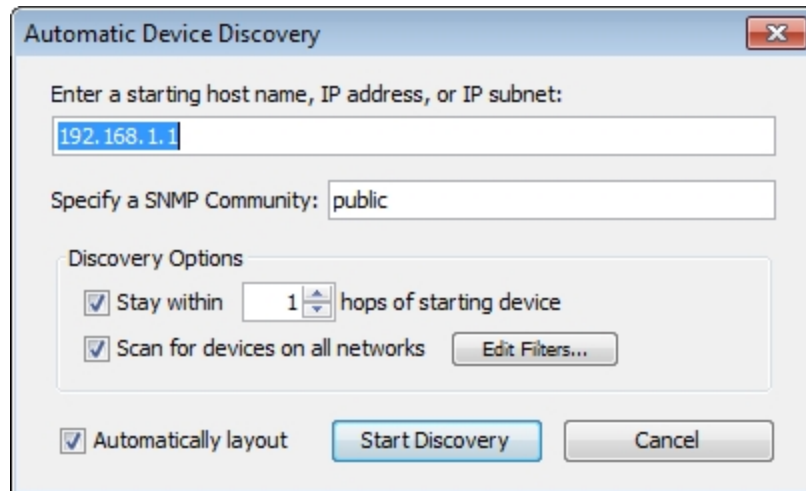 Automatic Device Discovery
Enter a starting host name, IP address, or IP subnet:
192.168.1.1
Specify a SNMP Community: public
Discovery Options
Stay within 1 hops of starting device
Scan for devices on all networks Edit Filters...
Automatically layout Start Discovery Cancel